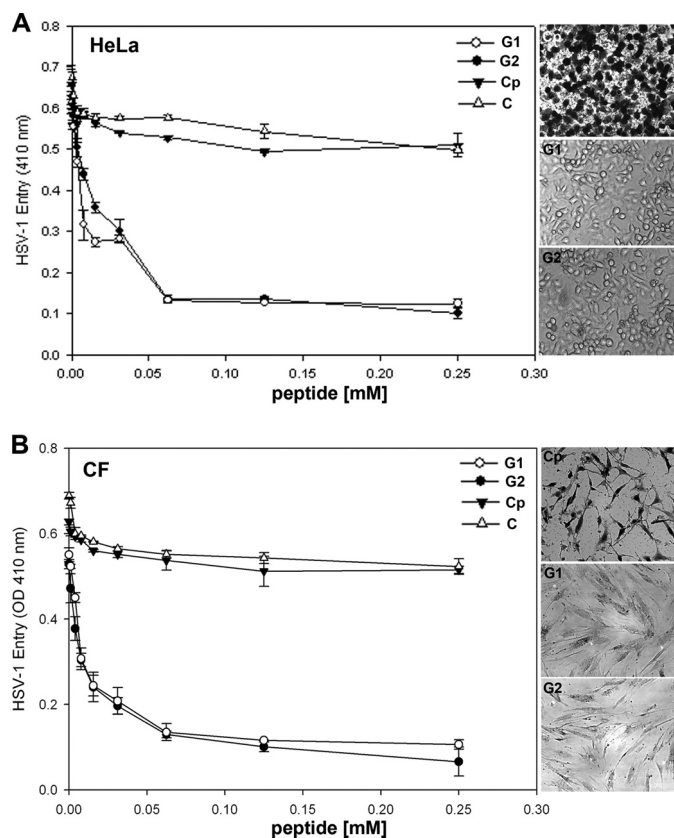 A
HeLa
G1
G2
Cp
C
HSV-1 Entry (410 nm)
0.8
0.7
0.6
0.5
0.4
0.3
0.2
0.1
0.0
0.00 0.05 0.10 0.15 0.20 0.25 0.30
peptide [mM]
Cp
G1
G2
B
CF
G1
G2
Cp
C
HSV-1 Entry (OD 410 nm)
0.8
0.6
0.4
0.2
0.0
0.00 0.05 0.10 0.15 0.20 0.25 0.30
peptide [mM]
Cp
G1
G2